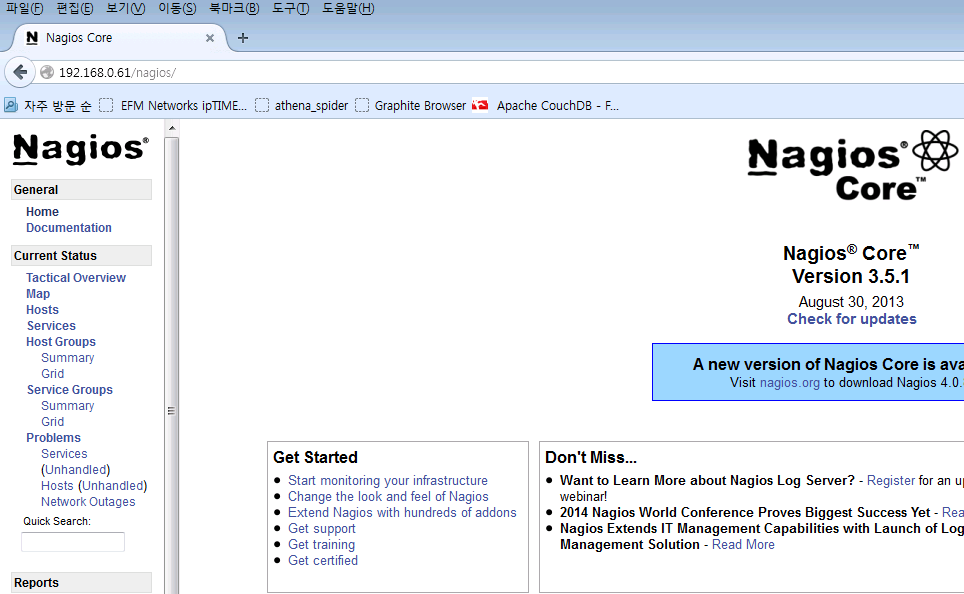 파일(F) 편집(E) 보기(V) 이동(S) 북마크(B) 도구(T) 도움말(H)
Nagios Core
192.168.0.61/nagios/
자주 방문 순 EFM Networks ipTIME... athena_spider Graphite Browser Apache CouchDB - F...
Nagios®
General
Home
Documentation
Current Status
Tactical Overview
Map
Hosts
Services
Host Groups
Summary
Grid
Service Groups
Summary
Grid
Problems
Services
(Unhandled)
Hosts (Unhandled)
Network Outages
Quick Search:
Reports
Nagios®
Core™
Nagios® Core™
Version 3.5.1
August 30, 2013
Check for updates
A new version of Nagios Core is ava
Visit nagios.org to download Nagios 4.0.
Get Started
Start monitoring your infrastructure
Change the look and feel of Nagios
Extend Nagios with hundreds of addons
Get support
Get training
Get certified
Don't Miss...
Want to Learn More about Nagios Log Server? - Register for an up
webinar!
2014 Nagios World Conference Proves Biggest Success Yet - Rea
Nagios Extends IT Management Capabilities with Launch of Log
Management Solution - Read More